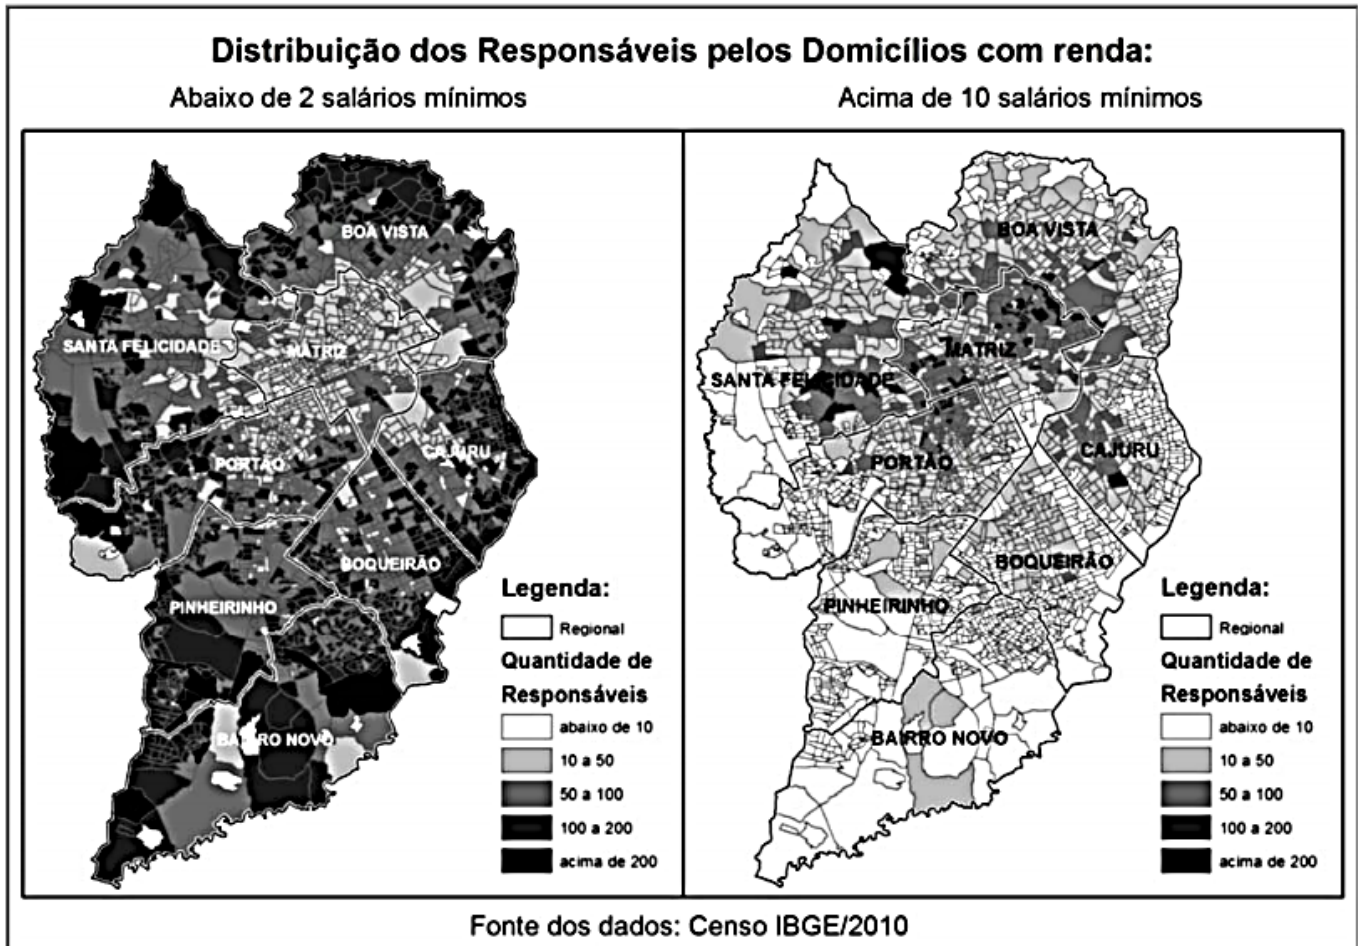 Distribuição dos Responsáveis pelos Domicílios com renda:
Abaixo de 2 salários mínimos
Acima de 10 salários mínimos
BOA VISTA
SANTA FELICIDADE
MATRIZ
PORTÃO
CAJURU
BOQUEIRÃO
PINHEIRINHO
BAIRRO NOVO
Legenda:
Regional
Quantidade de
Responsáveis
abaixo de 10
10 a 50
50 a 100
100 a 200
acima de 200
BOA VISTA
MATRIZ
SANTA FELICIDADE
PORTÃO
CAJURU
BOQUEIRÃO
PINHEIRINHO
BAIRRO NOVO
Legenda:
Regional
Quantidade de
Responsáveis
abaixo de 10
10 a 50
50 a 100
100 a 200
acima de 200
Fonte dos dados: Censo IBGE/2010